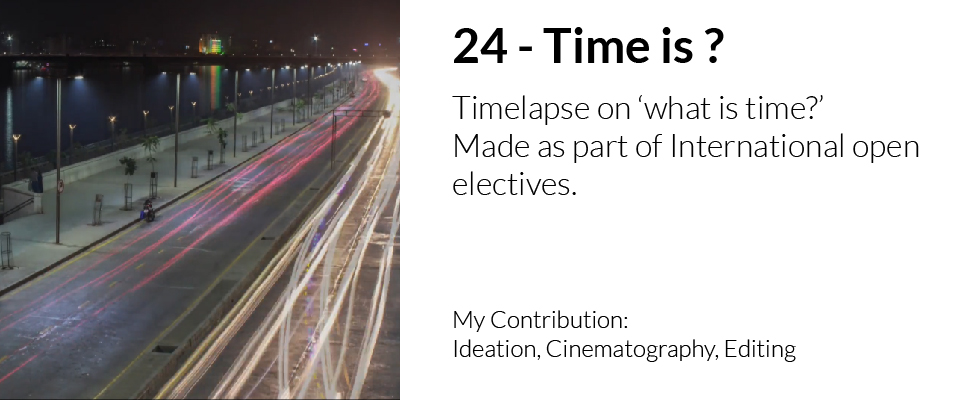 24 - Time is ?
Timelapse on ‘what is time?’
Made as part of International open
electives.
My Contribution:
Ideation, Cinematography, Editing